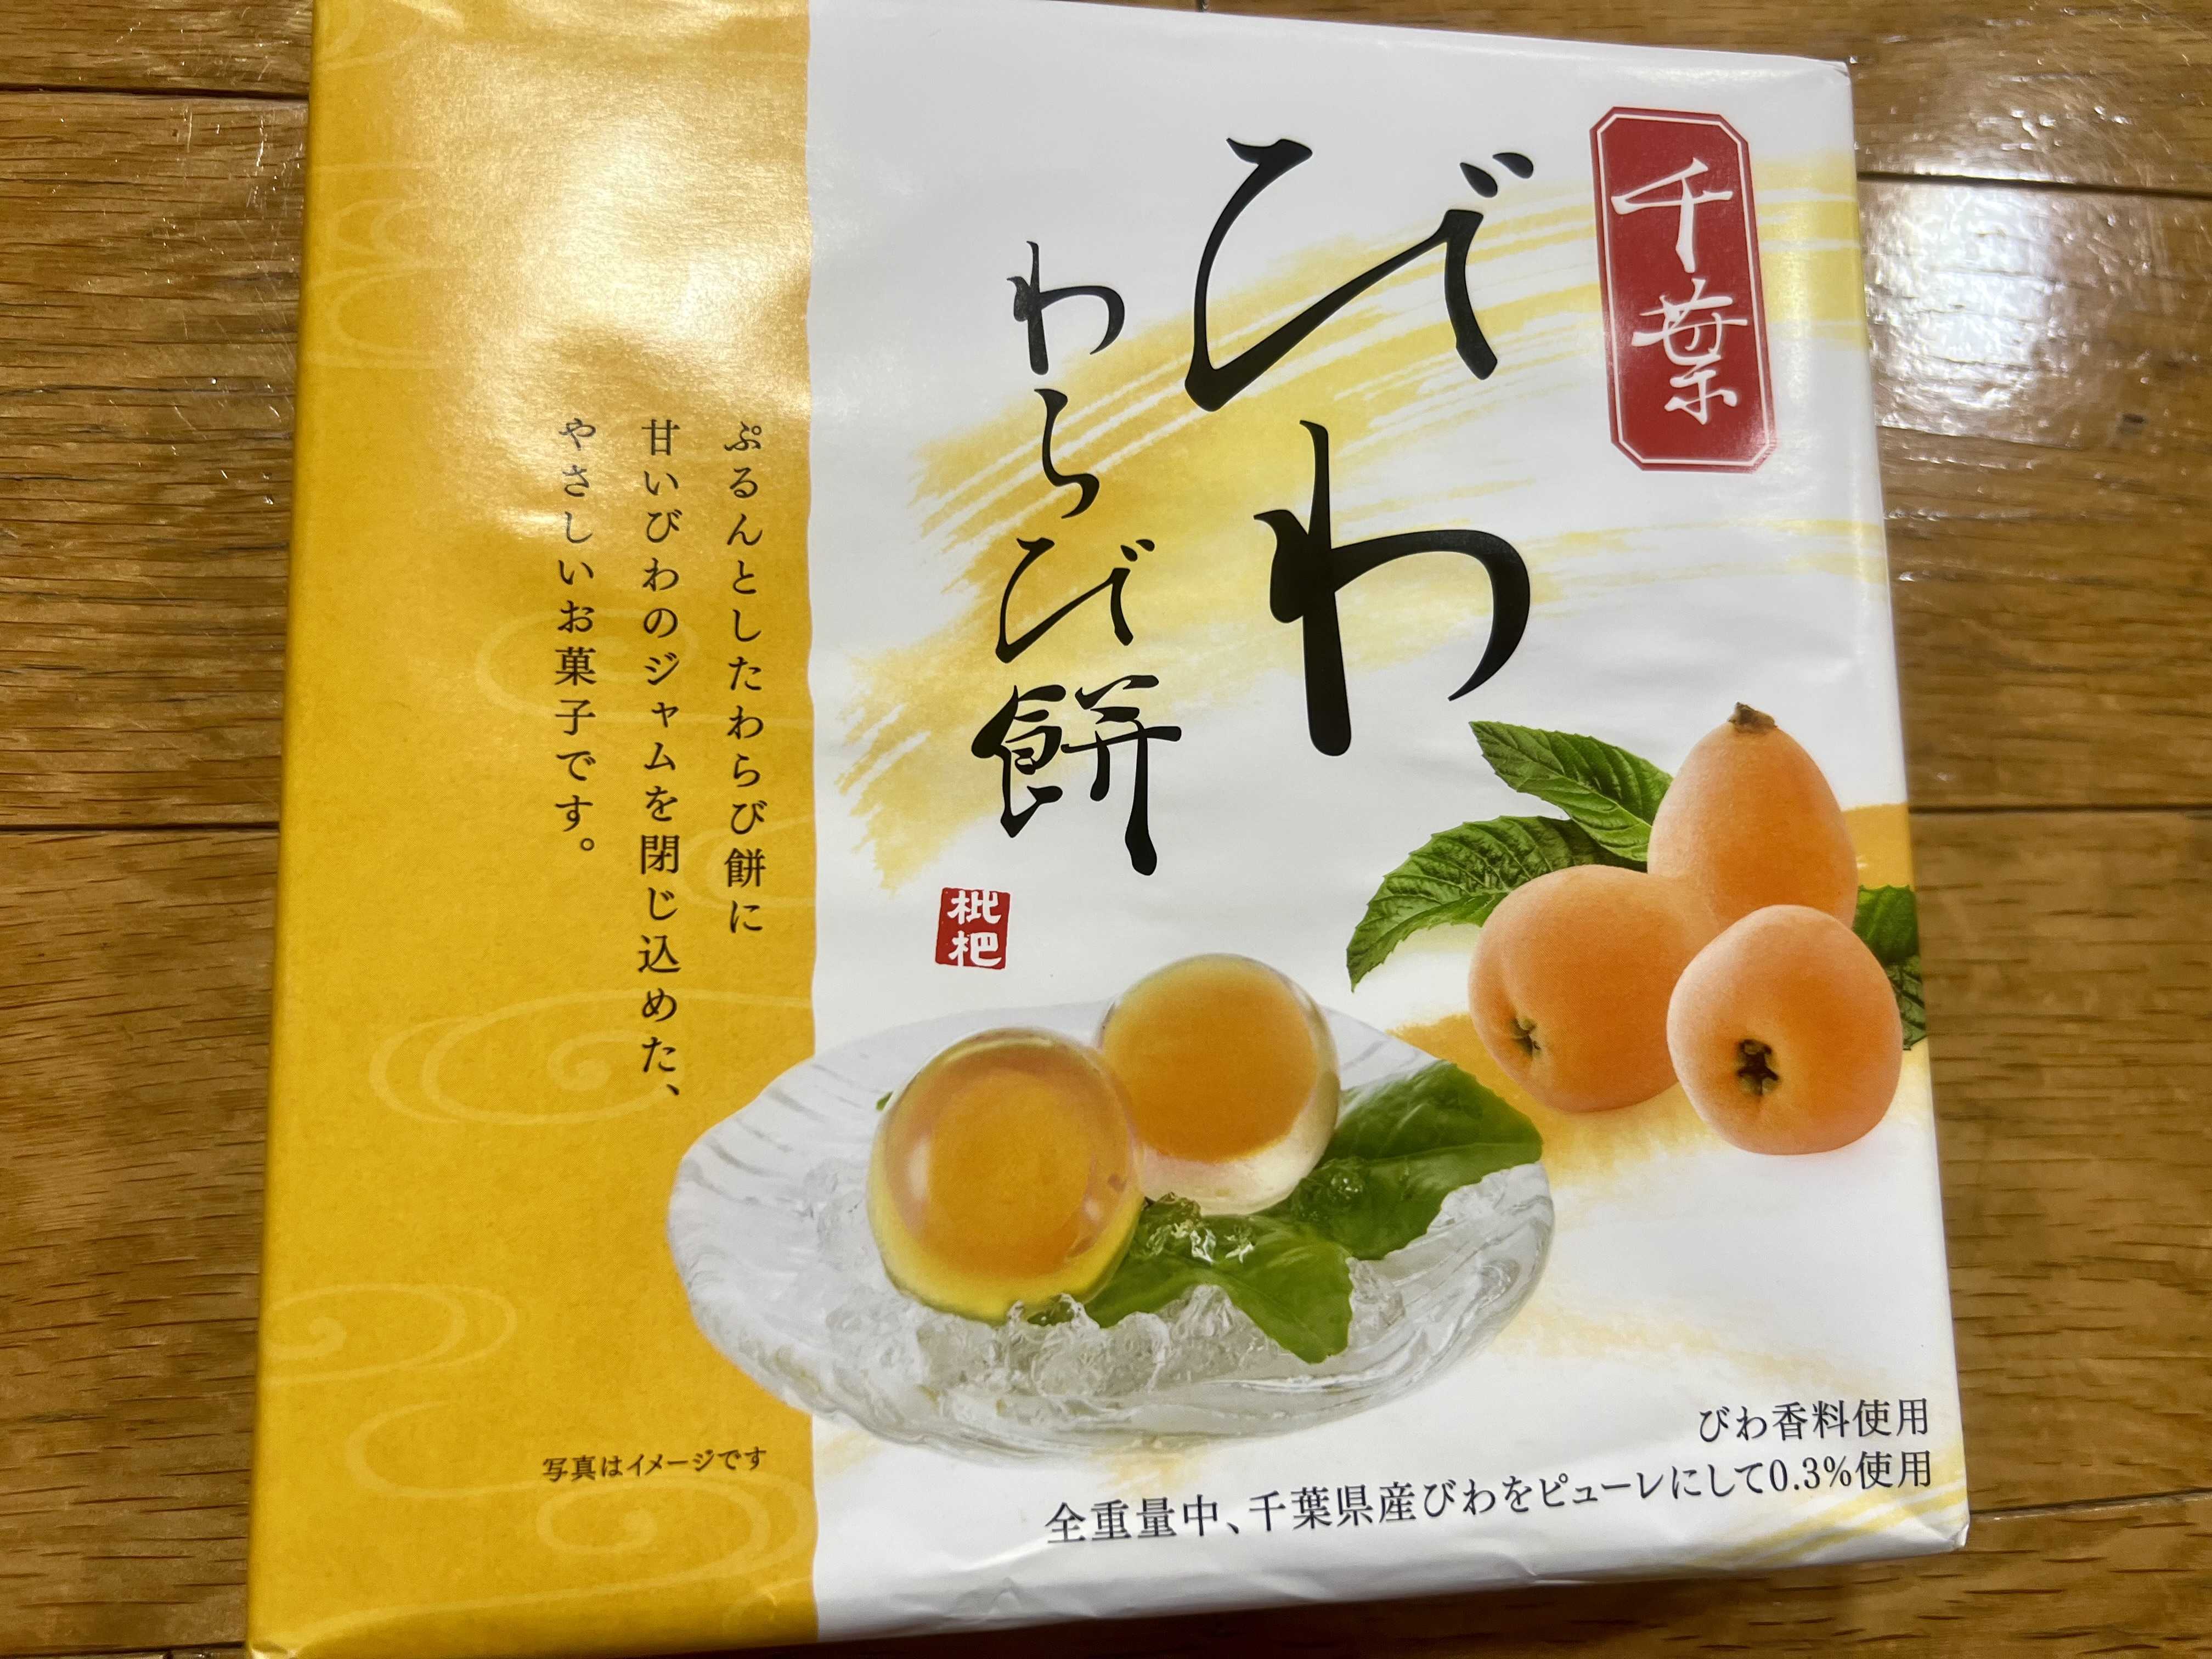 千葉
びわ
わらび餅
枇杷
ぷるんとしたわらび餅に
甘いびわのジャムを閉じ込めた、
やさしいお菓子です。
写真はイメージです
びわ香料使用
全重量中、千葉県産びわをピューレにして0.3%使用